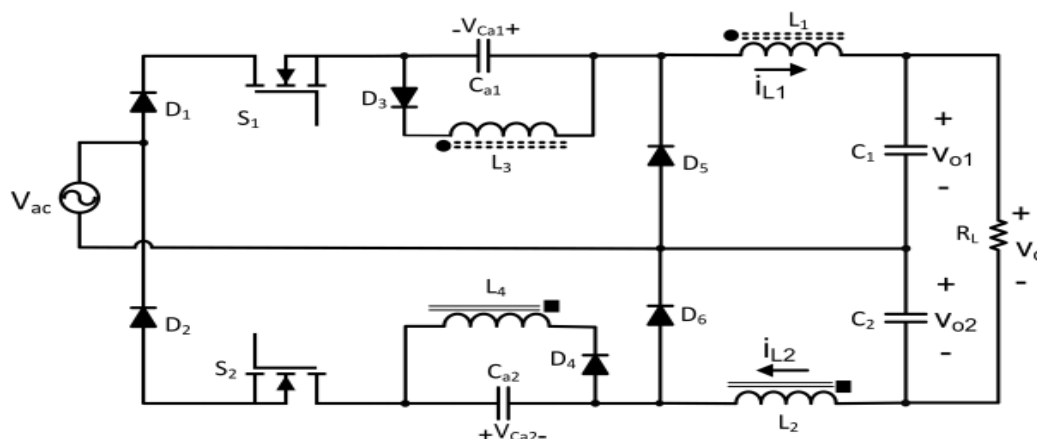 L1
-VCa1+
iL1
D3
Ca1
D1
S1
L3
+
C1
vo1
-
D5
Vac
RL
+
vo
-
L4
D2
D6
+
C2
vo2
-
S2
D4
iL2
Ca2
+VCa2-
L2